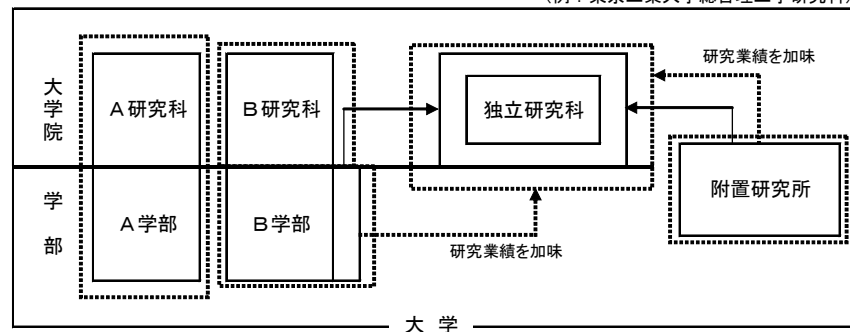 （例：東京工業大学総合理工学研究科）
研究業績を加味
大学院
A研究科
B研究科
独立研究科
附置研究所
学部
A学部
B学部
研究業績を加味
大 学